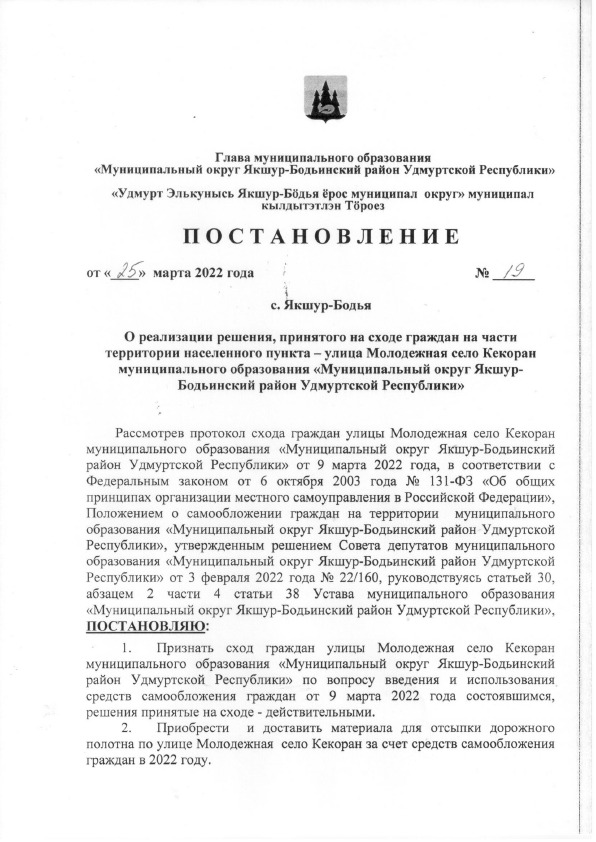 Глава муниципального образования
«Муниципальный округ Якшур-Бодьинский район Удмуртской Республики»
«Удмурт Элькунысь Якшур-Бӧдья ёрос муниципал округ» муниципал
кылдытэтлэн Тӧроез
ПОСТАНОВЛЕНИЕ
от «25» марта 2022 года № 19
с. Якшур-Бодья
О реализации решения, принятого на сходе граждан на части
территории населенного пункта – улица Молодежная село Кекоран
муниципального образования «Муниципальный округ Якшур-
Бодьинский район Удмуртской Республики»
Рассмотрев протокол схода граждан улицы Молодежная село Кекоран
муниципального образования «Муниципальный округ Якшур-Бодьинский
район Удмуртской Республики» от 9 марта 2022 года, в соответствии с
Федеральным законом от 6 октября 2003 года № 131-ФЗ «Об общих
принципах организации местного самоуправления в Российской Федерации»,
Положением о самообложении граждан на территории муниципального
образования «Муниципальный округ Якшур-Бодьинский район Удмуртской
Республики», утвержденным решением Совета депутатов муниципального
образования «Муниципальный округ Якшур-Бодьинский район Удмуртской
Республики» от 3 февраля 2022 года № 22/160, руководствуясь статьей 30,
абзацем 2 части 4 статьи 38 Устава муниципального образования
«Муниципальный округ Якшур-Бодьинский район Удмуртской Республики»,
ПОСТАНОВЛЯЮ:
1. Признать сход граждан улицы Молодежная село Кекоран
муниципального образования «Муниципальный округ Якшур-Бодьинский
район Удмуртской Республики» по вопросу введения и использования
средств самообложения граждан от 9 марта 2022 года состоявшимся,
решения принятые на сходе - действительными.
2. Приобрести и доставить материала для отсыпки дорожного
полотна по улице Молодежная село Кекоран за счет средств самообложения
граждан в 2022 году.